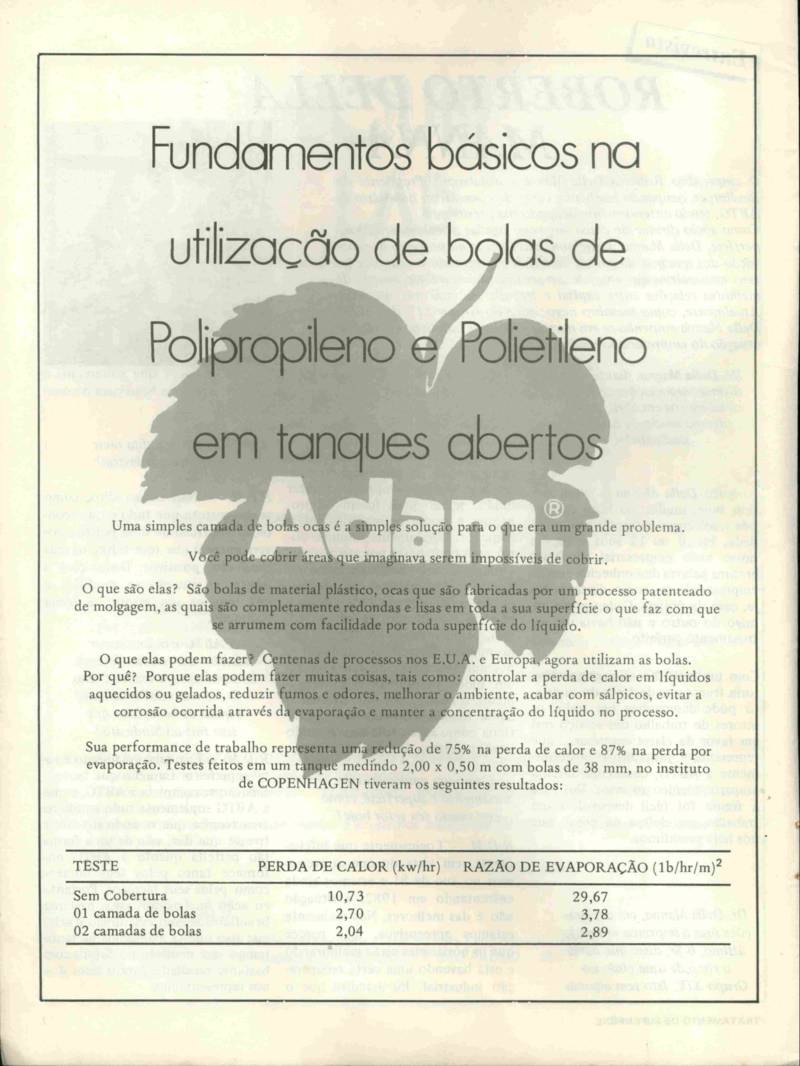 Fundamentos básicos na
utilização de bolas de
Polipropileno e Polietileno
em tanques abertos
Adam®
Uma simples camada de bolas ocas é a simples solução para o que era um grande problema.
Você pode cobrir áreas que imaginava serem impossíveis de cobrir.
O que são elas? São bolas de material plástico, ocas que são fabricadas por um processo patenteado
de molgagem, as quais são completamente redondas e lisas em toda a sua superfície o que faz com que
se arrumem com facilidade por toda superfície do líquido.
O que elas podem fazer? Centenas de processos nos E.U.A. e Europa, agora utilizam as bolas.
Por quê? Porque elas podem fazer muitas coisas, tais como: controlar a perda de calor em líquidos
aquecidos ou gelados, reduzir fumos e odores, melhorar o ambiente, acabar com sálpicos, evitar a
corrosão ocorrida através da evaporação e manter a concentração do líquido no processo.
Sua performance de trabalho representa uma redução de 75% na perda de calor e 87% na perda por
evaporação. Testes feitos em um tanque medindo 2,00 x 0,50 m com bolas de 38 mm, no instituto
de COPENHAGEN tiveram os seguintes resultados:
TESTE PERDA DE CALOR (kw/hr) RAZÃO DE EVAPORAÇÃO (1b/hr/m)²
Sem Cobertura 10,73 29,67
01 camada de bolas 2,70 3,78
02 camadas de bolas 2,04 2,89